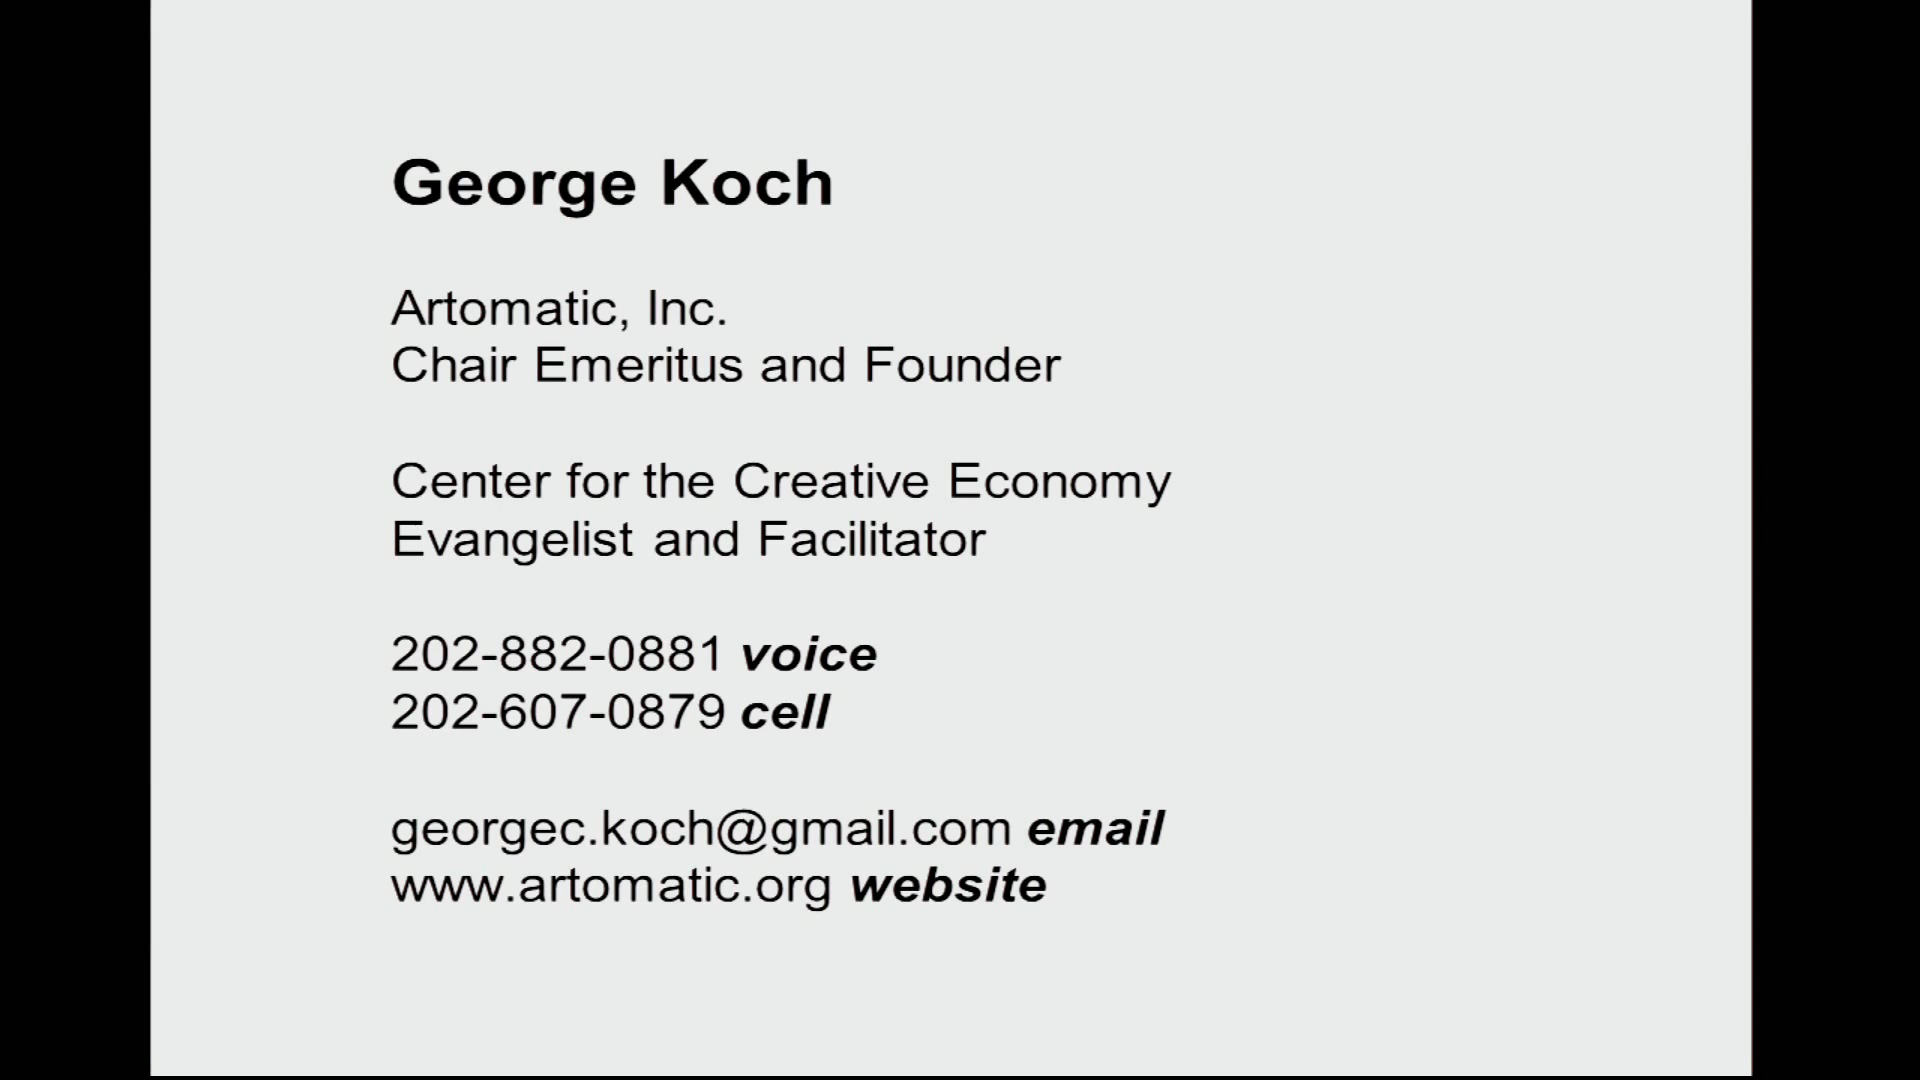 George Koch
Artomatic, Inc.
Chair Emeritus and Founder
Center for the Creative Economy
Evangelist and Facilitator
202-882-0881 voice
202-607-0879 cell
georgec.koch@gmail.com email
www.artomatic.org website